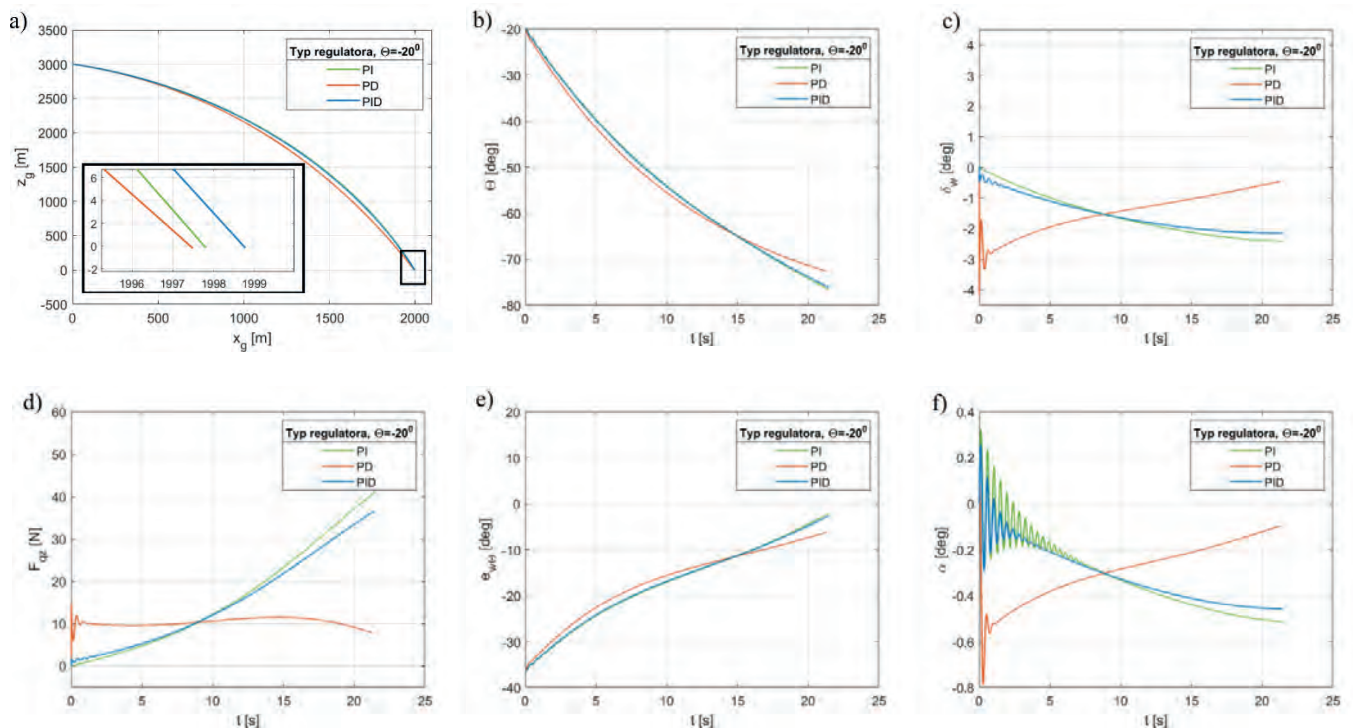 a)
3500
3000
2500
2000
1500
1000
500
0
-500
z_g [m]
0 500 1000 1500 2000
x_g [m]
Typ regulatora, Θ=-20⁰
PI
PD
PID
6
4
2
0
-2
1996 1997 1998 1999
b)
-20
-30
-40
-50
-60
-70
-80
Θ [deg]
0 5 10 15 20 25
t [s]
Typ regulatora, Θ=-20⁰
PI
PD
PID
c)
4
3
2
1
0
-1
-2
-3
-4
δ_w [deg]
0 5 10 15 20 25
t [s]
Typ regulatora, Θ=-20⁰
PI
PD
PID
d)
60
50
40
30
20
10
0
F_qz [N]
0 5 10 15 20 25
t [s]
Typ regulatora, Θ=-20⁰
PI
PD
PID
e)
20
10
0
-10
-20
-30
-40
e_wΘ [deg]
0 5 10 15 20 25
t [s]
Typ regulatora, Θ=-20⁰
PI
PD
PID
f)
0.4
0.2
0
-0.2
-0.4
-0.6
-0.8
α [deg]
0 5 10 15 20 25
t [s]
Typ regulatora, Θ=-20⁰
PI
PD
PID